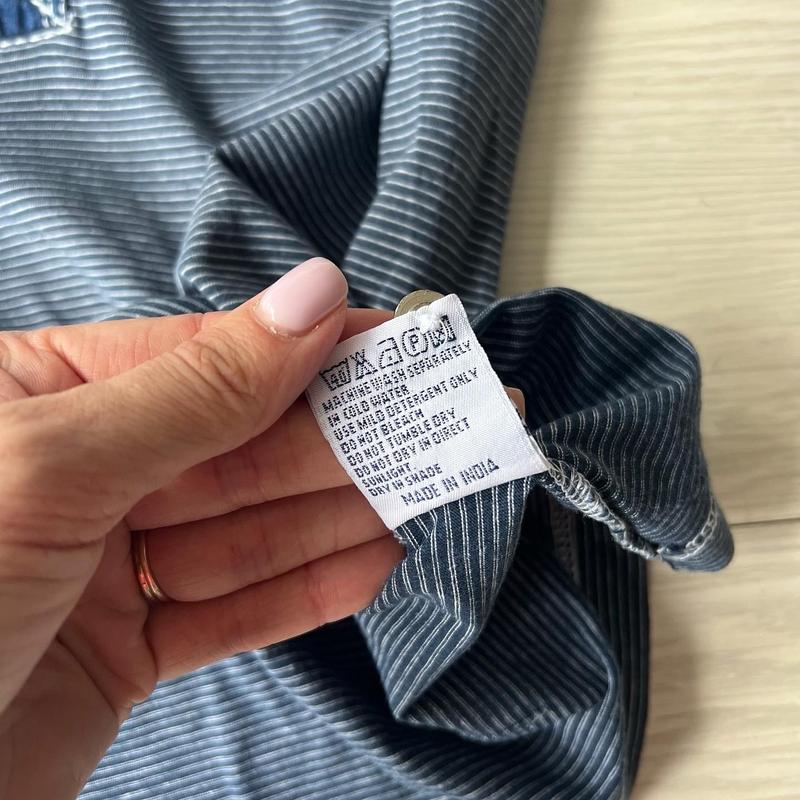 40 P
MACHINE WASH SEPARATELY
IN COLD WATER
USE MILD DETERGENT ONLY
DO NOT BLEACH
DO NOT TUMBLE DRY
DO NOT DRY IN DIRECT
SUNLIGHT.
DRY IN SHADE
MADE IN INDIA